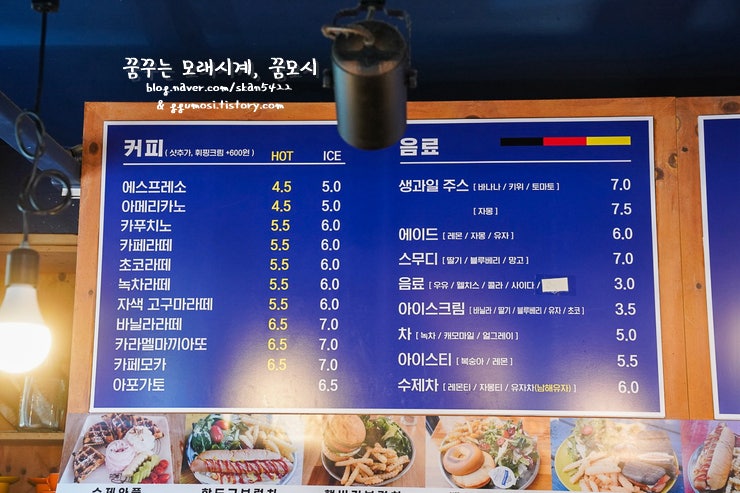 꿈꾸는 모래시계, 꿈모시
blog.naver.com/skan5422
& ggumosi.tistory.com
커피 ( 샷추가, 휘핑크림 +600원 ) HOT ICE
에스프레소 4.5 5.0
아메리카노 4.5 5.0
카푸치노 5.5 6.0
카페라떼 5.5 6.0
초코라떼 5.5 6.0
녹차라떼 5.5 6.0
자색 고구마라떼 5.5 6.0
바닐라라떼 6.5 7.0
카라멜마끼아또 6.5 7.0
카페모카 6.5 7.0
아포가토 6.5
음료
생과일 주스 [ 바나나 / 키위 / 토마토 ] 7.0
[ 자몽 ] 7.5
에이드 [ 레몬 / 자몽 / 유자 ] 6.0
스무디 [ 딸기 / 블루베리 / 망고 ] 7.0
음료 [ 우유 / 웰치스 / 콜라 / 사이다 / 3.0
아이스크림 [ 바닐라 / 딸기 / 블루베리 / 유자 / 초코 ] 3.5
차 [ 녹차 / 캐모마일 / 얼그레이 ] 5.0
아이스티 [ 복숭아 / 레몬 ] 5.5
수제차 [ 레몬티 / 자몽티 / 유자차(남해유자) ] 6.0
수제와플 핫도그브런치